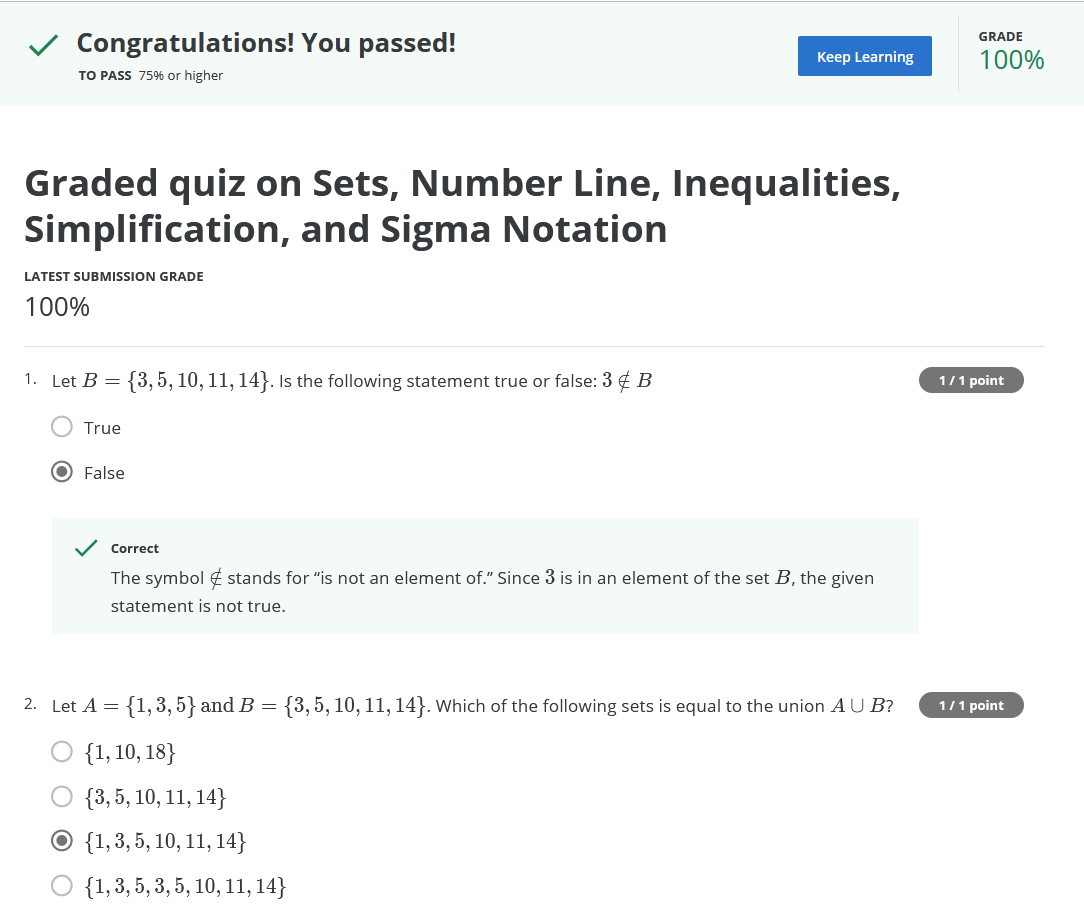 Congratulations! You passed!
TO PASS 75% or higher
Keep Learning
GRADE
100%
Graded quiz on Sets, Number Line, Inequalities,
Simplification, and Sigma Notation
LATEST SUBMISSION GRADE
100%
1. Let B = {3, 5, 10, 11, 14}. Is the following statement true or false: 3 ∉ B
1 / 1 point
True
False
Correct
The symbol ∉ stands for “is not an element of.” Since 3 is in an element of the set B, the given
statement is not true.
2. Let A = {1, 3, 5} and B = {3, 5, 10, 11, 14}. Which of the following sets is equal to the union A ∪ B?
1 / 1 point
{1, 10, 18}
{3, 5, 10, 11, 14}
{1, 3, 5, 10, 11, 14}
{1, 3, 5, 3, 5, 10, 11, 14}